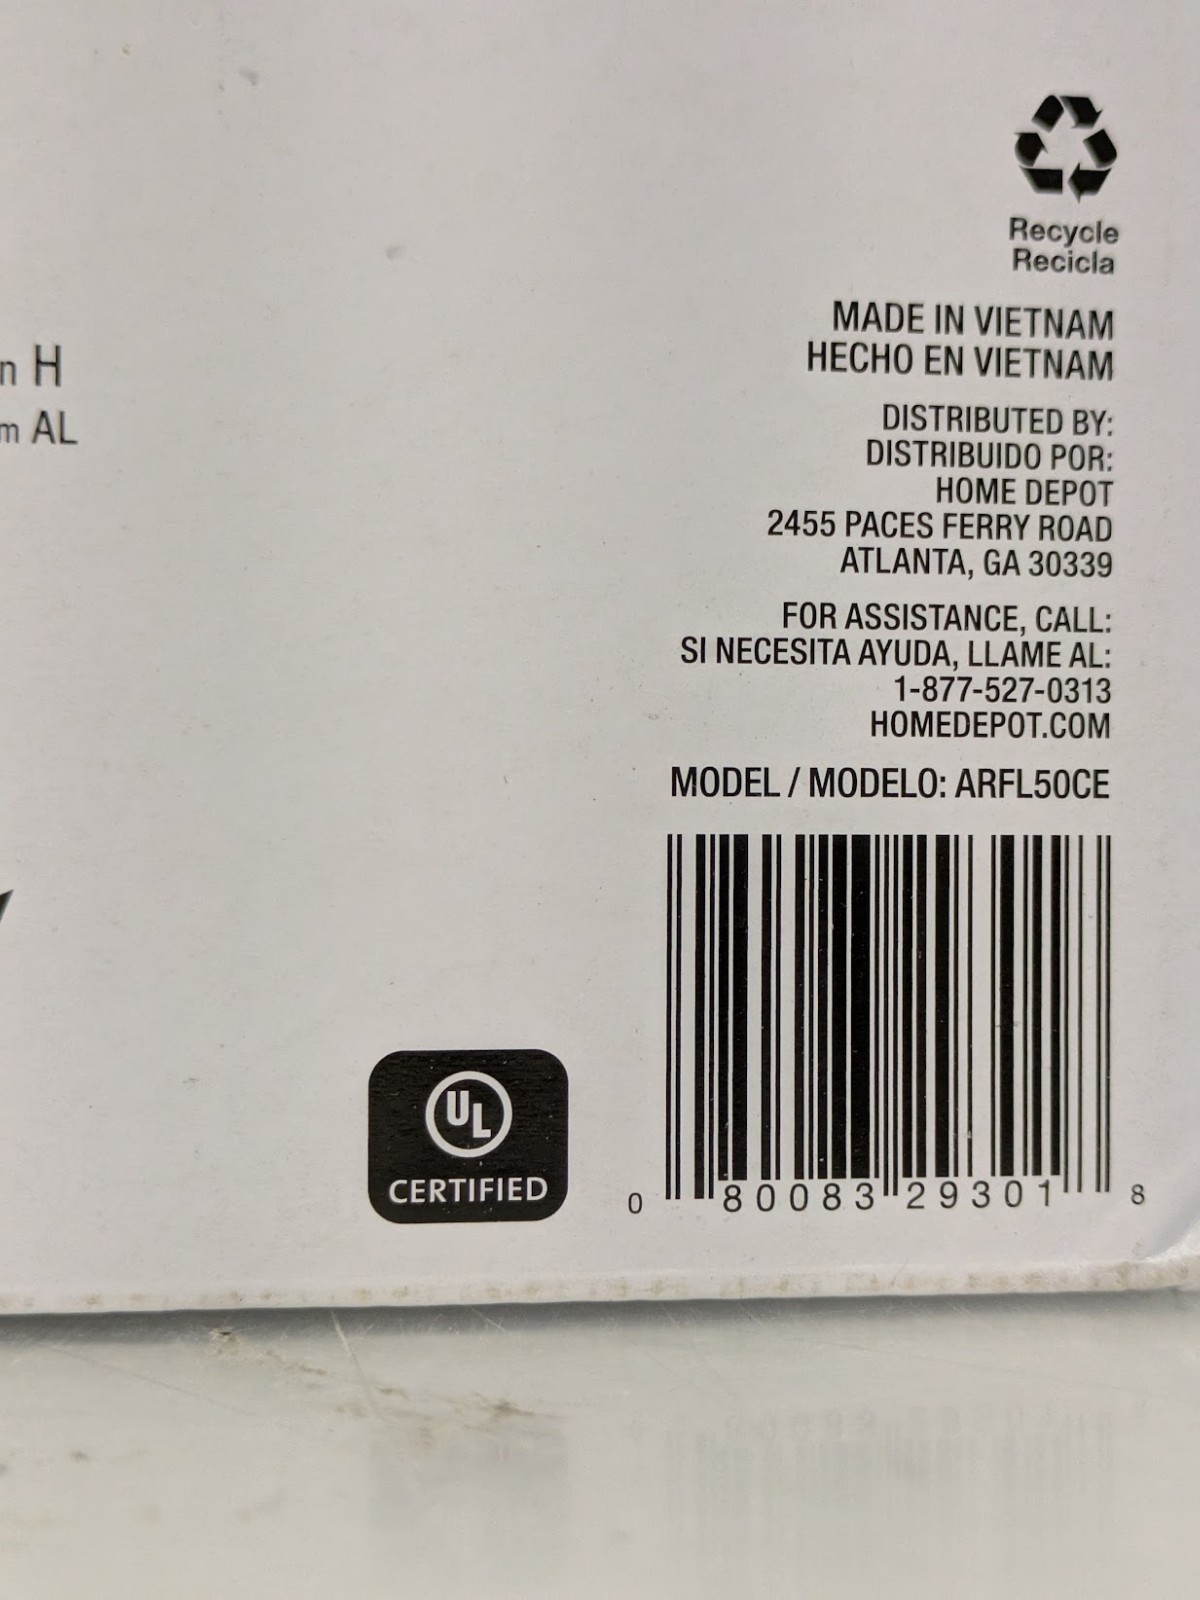 Recycle
Recicla
MADE IN VIETNAM
HECHO EN VIETNAM
n H
m AL
DISTRIBUTED BY:
DISTRIBUIDO POR:
HOME DEPOT
2455 PACES FERRY ROAD
ATLANTA, GA 30339
FOR ASSISTANCE, CALL:
SI NECESITA AYUDA, LLAME AL:
1-877-527-0313
HOMEDEPOT.COM
MODEL / MODELO: ARFL50CE
UL
CERTIFIED
0 80083 29301 8